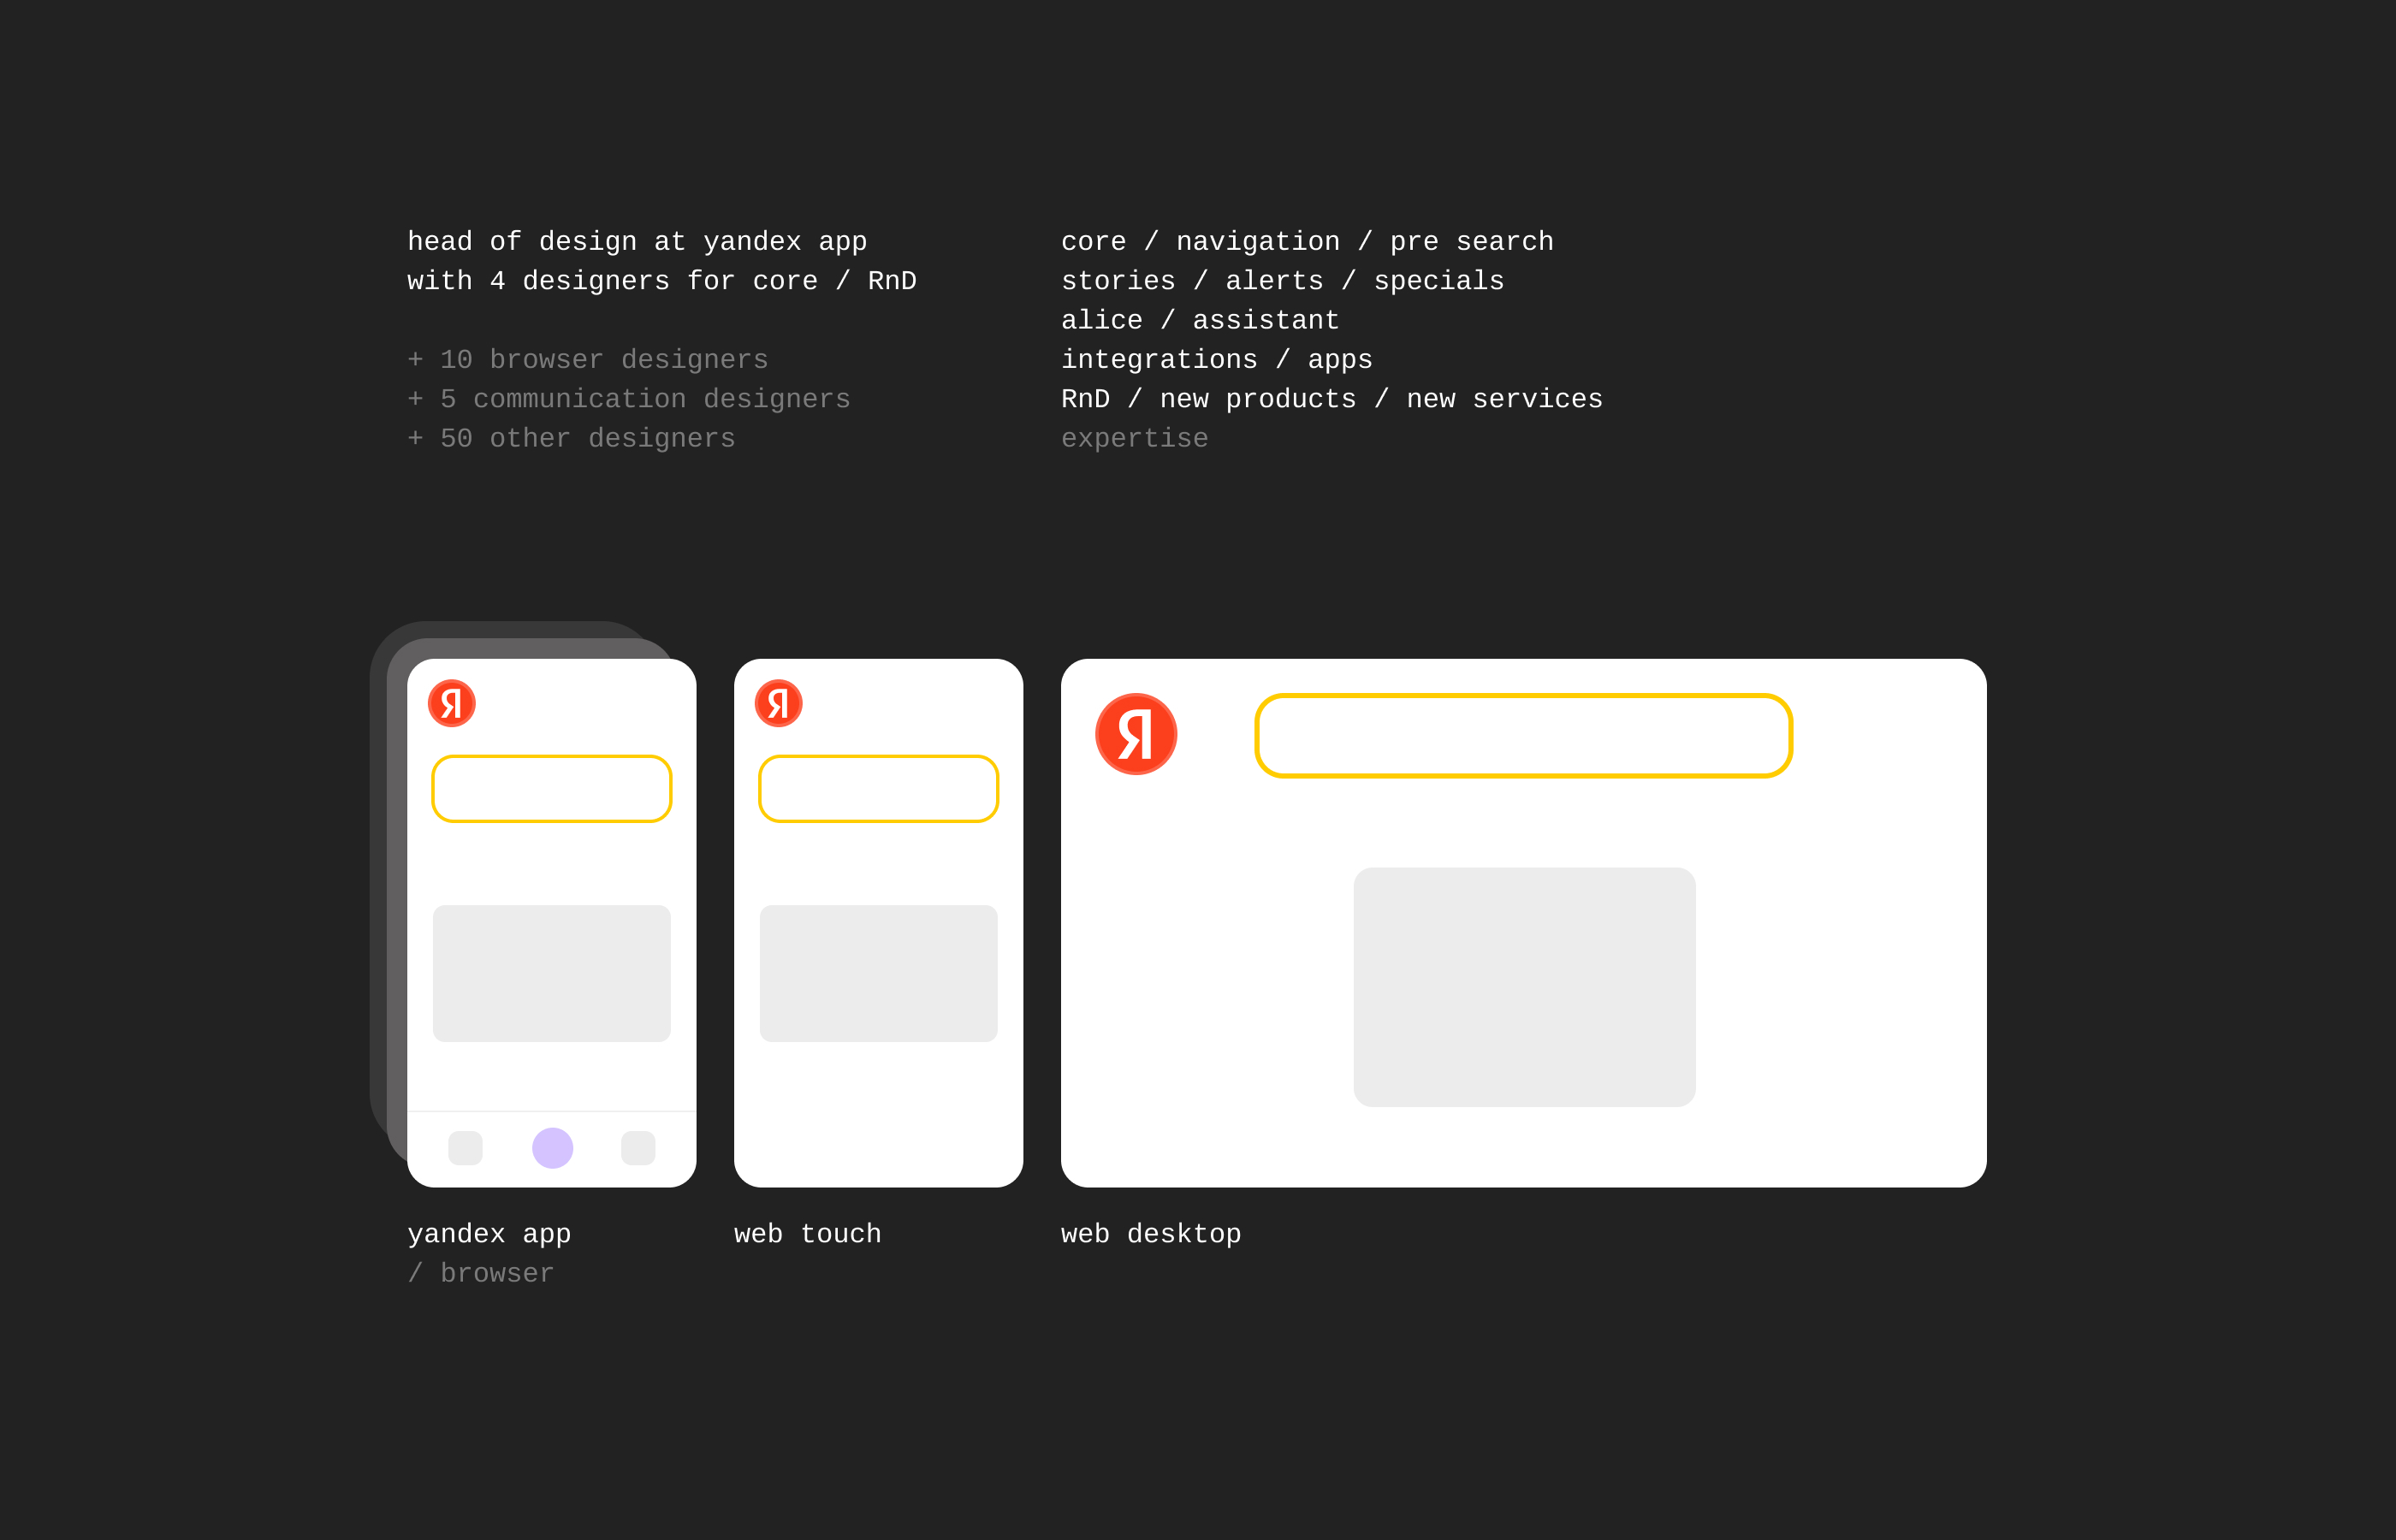 head of design at yandex app
with 4 designers for core / RnD
+ 10 browser designers
+ 5 communication designers
+ 50 other designers
core / navigation / pre search
stories / alerts / specials
alice / assistant
integrations / apps
RnD / new products / new services
expertise
Я
Я
Я
yandex app
/ browser
web touch
web desktop